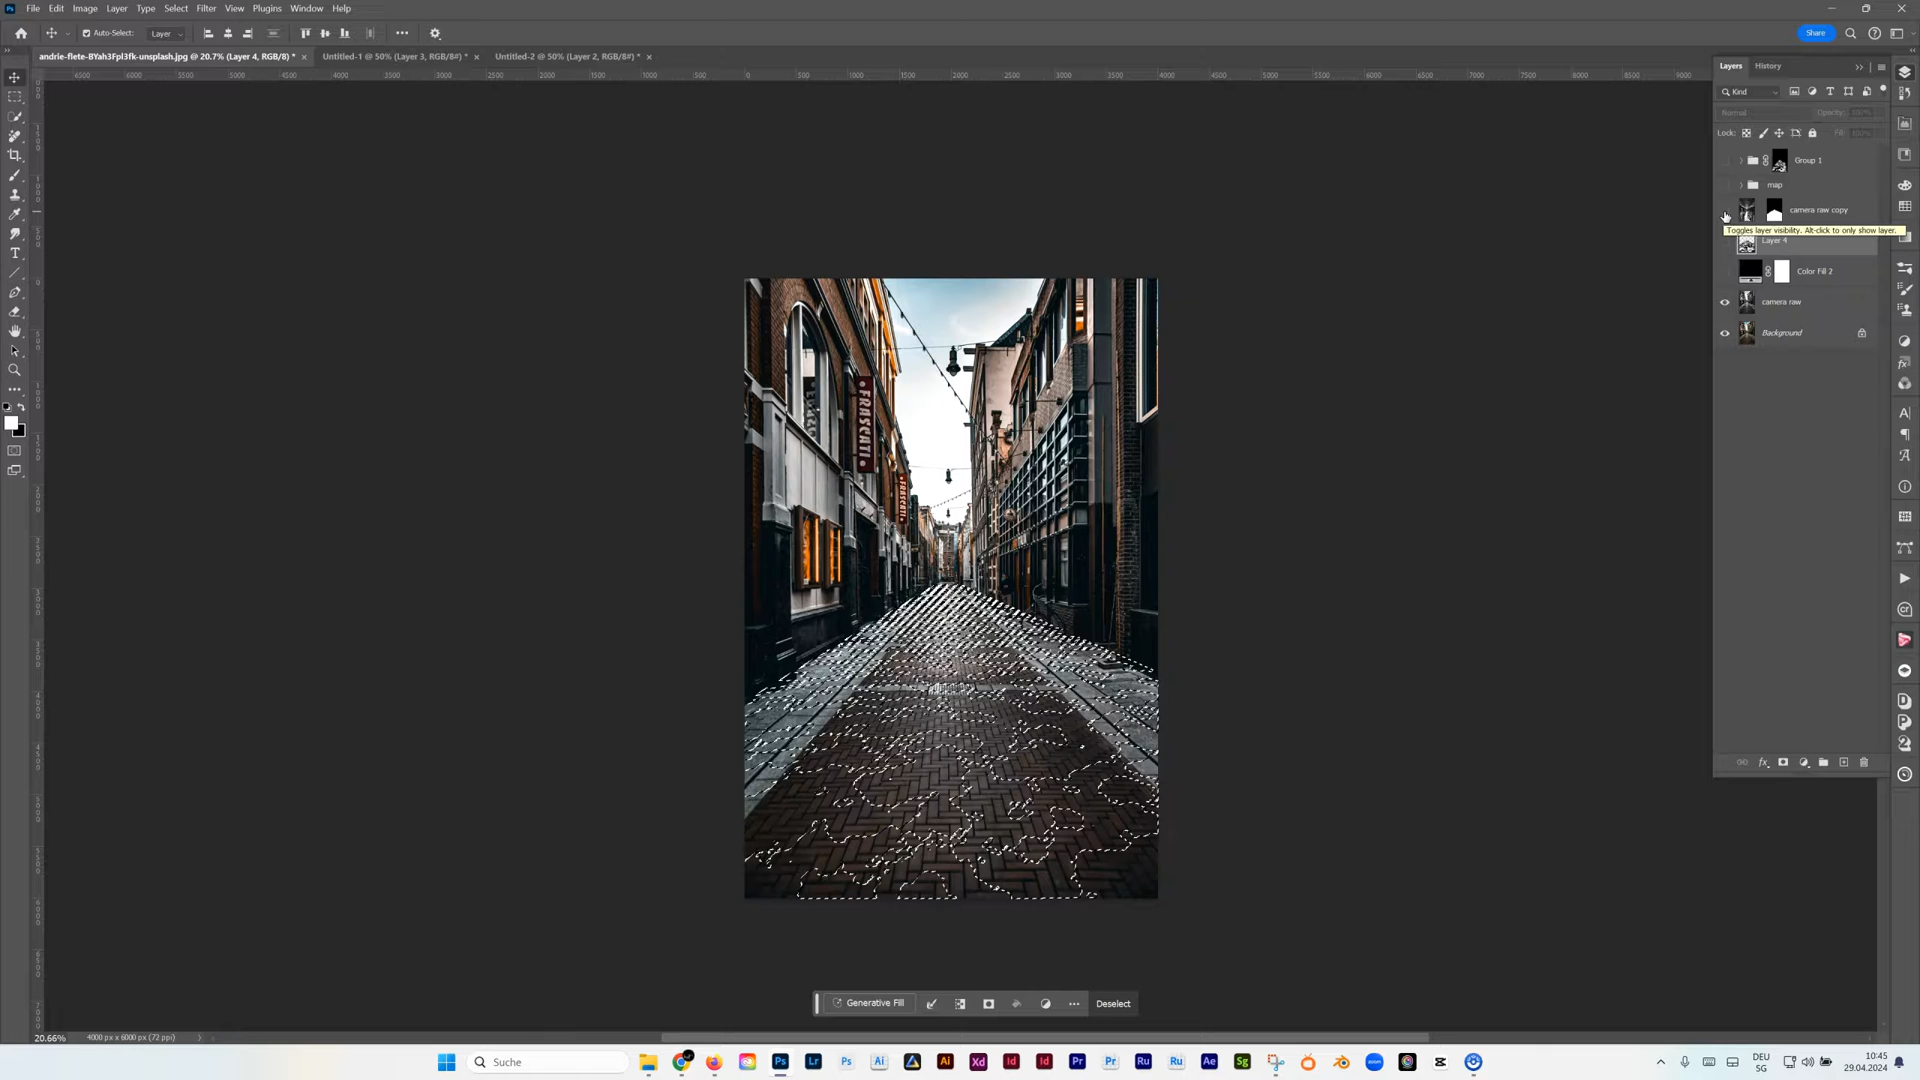 File Edit Image Layer Type Select Filter View Plugins Window Help
Auto-Select: Layer Share
andrie-flete-BYah3Fpl3fk-unsplash.jpg @ 20.7% (Layer 4, RGB/8) * Untitled-1 @ 50% (Layer 3, RGB/8#) * Untitled-2 @ 50% (Layer 2, RGB/8#) *
Layers History
Kind
Normal Opacity: 100%
Lock: Fill: 100%
Group 1
map
camera raw copy
Toggles layer visibility. Alt-click to only show layer.
Layer 4
Color Fill 2
camera raw
Background
FRASCATI
FRASCATI
Generative Fill Deselect
20.66% 4000 px x 6000 px (72 ppi)
Suche
DEU 10:45
SG 29.04.2024